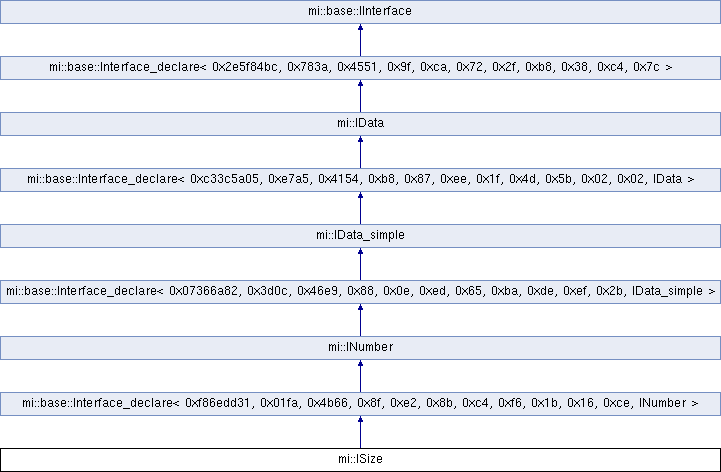 mi::base::IInterface
mi::base::Interface_declare< 0x2e5f84bc, 0x783a, 0x4551, 0x9f, 0xca, 0x72, 0x2f, 0xb8, 0x38, 0xc4, 0x7c >
mi::IData
mi::base::Interface_declare< 0xc33c5a05, 0xe7a5, 0x4154, 0xb8, 0x87, 0xee, 0x1f, 0x4d, 0x5b, 0x02, 0x02, IData >
mi::IData_simple
mi::base::Interface_declare< 0x07366a82, 0x3d0c, 0x46e9, 0x88, 0x0e, 0xed, 0x65, 0xba, 0xde, 0xef, 0x2b, IData_simple >
mi::INumber
mi::base::Interface_declare< 0xf86edd31, 0x01fa, 0x4b66, 0x8f, 0xe2, 0x8b, 0xc4, 0xf6, 0x1b, 0x16, 0xce, INumber >
mi::ISize